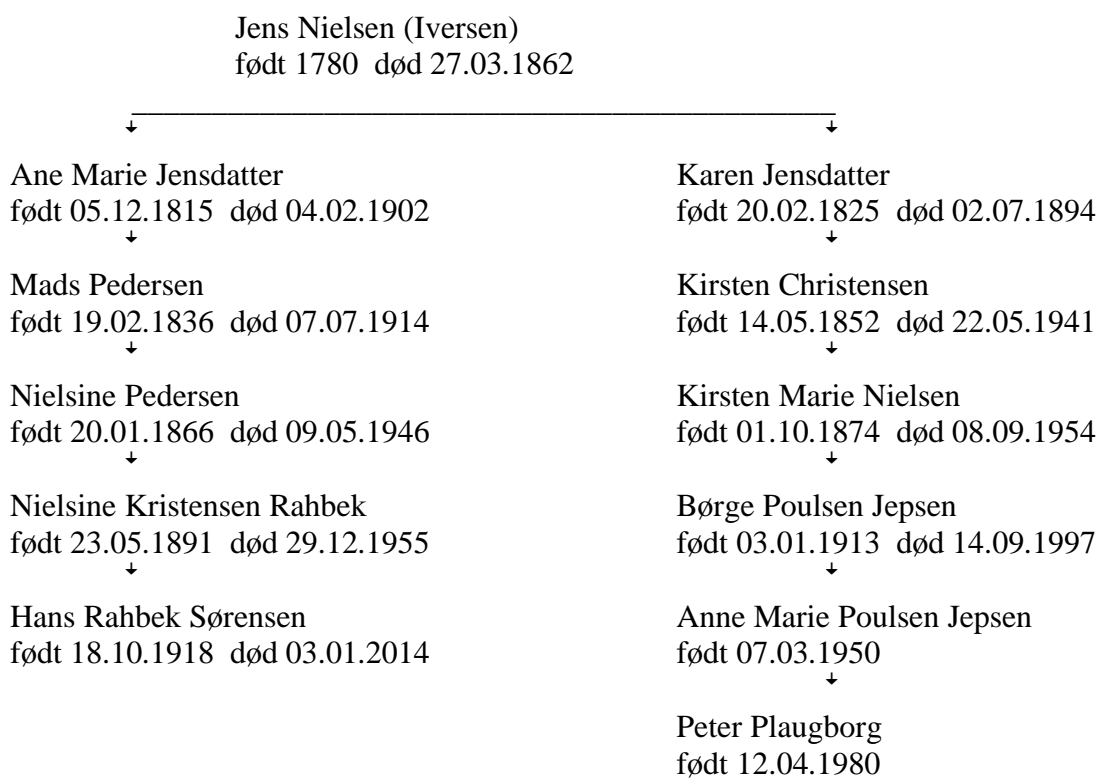 Jens Nielsen (Iversen)
født 1780 død 27.03.1862
Ane Marie Jensdatter
født 05.12.1815 død 04.02.1902
Mads Pedersen
født 19.02.1836 død 07.07.1914
Nielsine Pedersen
født 20.01.1866 død 09.05.1946
Nielsine Kristensen Rahbek
født 23.05.1891 død 29.12.1955
Hans Rahbek Sørensen
født 18.10.1918 død 03.01.2014
Karen Jensdatter
født 20.02.1825 død 02.07.1894
Kirsten Christensen
født 14.05.1852 død 22.05.1941
Kirsten Marie Nielsen
født 01.10.1874 død 08.09.1954
Børge Poulsen Jepsen
født 03.01.1913 død 14.09.1997
Anne Marie Poulsen Jepsen
født 07.03.1950
Peter Plaugborg
født 12.04.1980